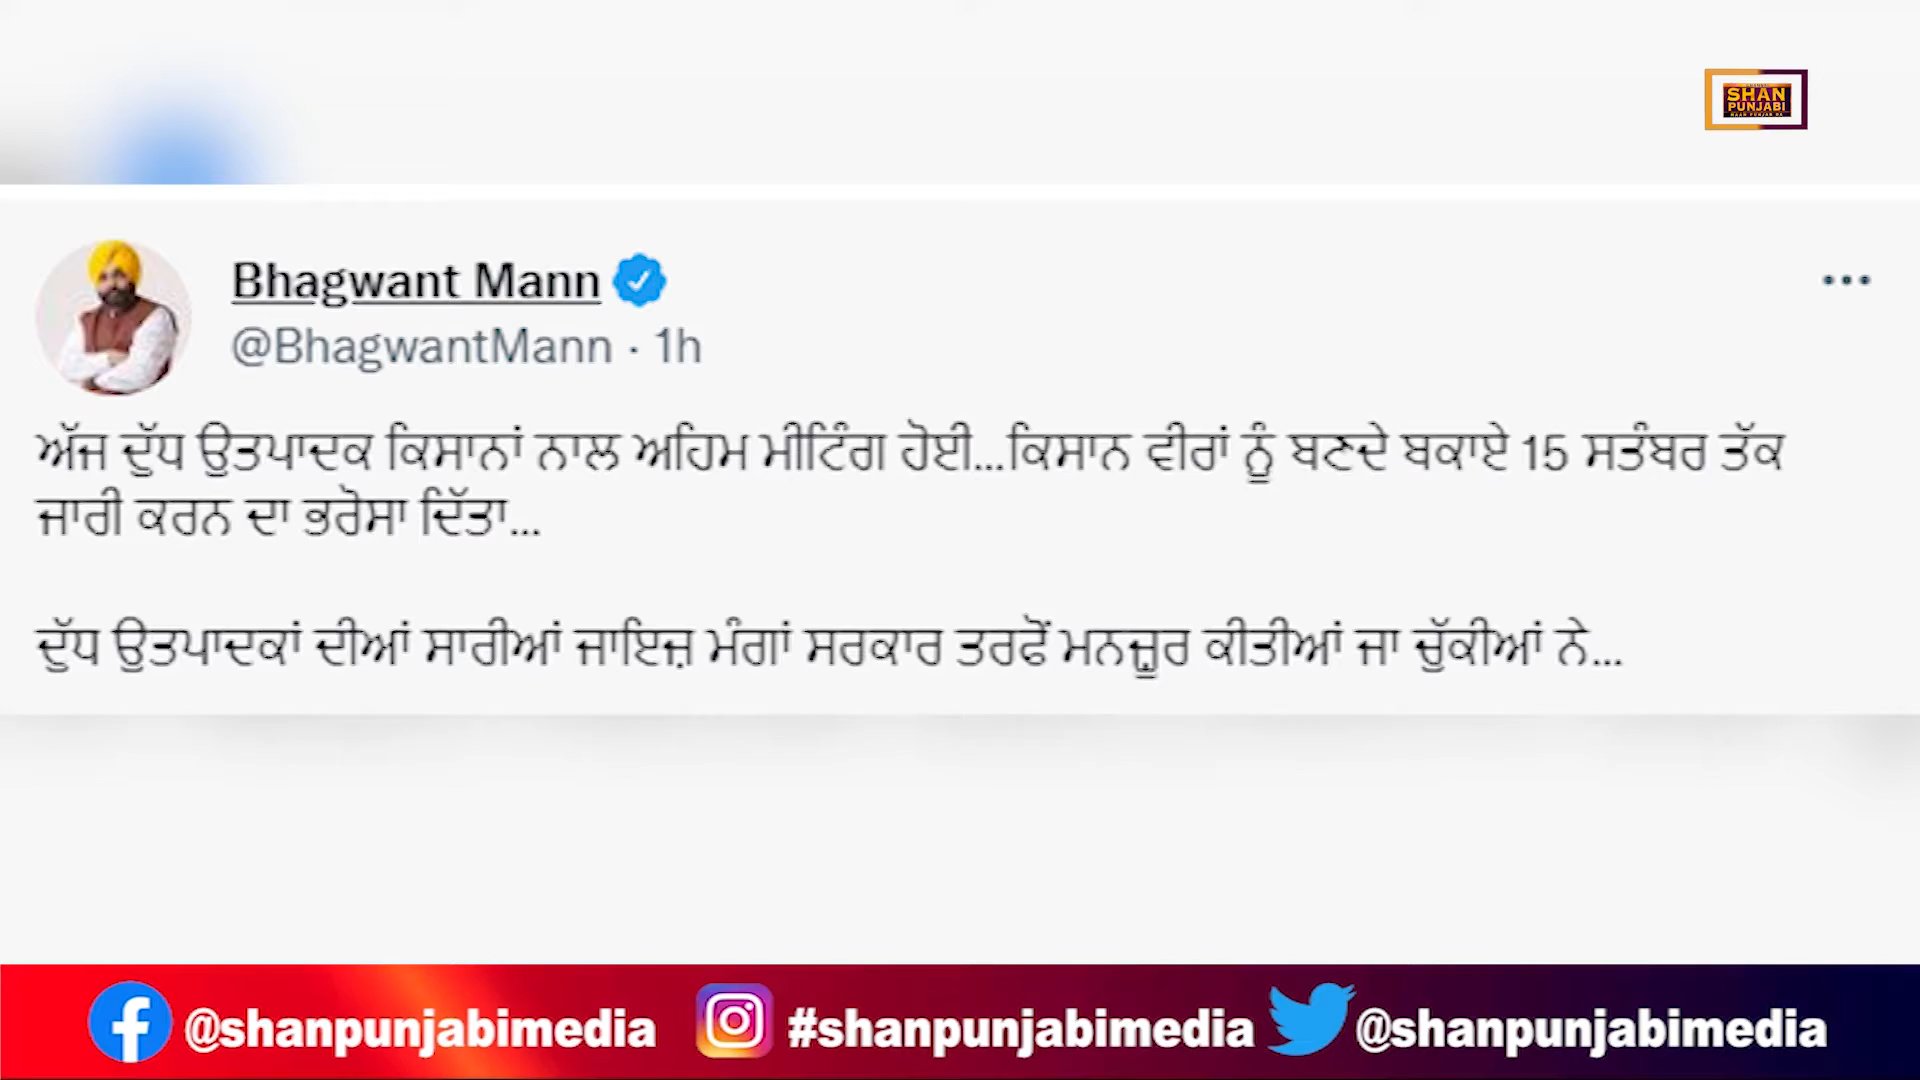 SHAN
PUNJABI
Bhagwant Mann
@BhagwantMann · 1h
ਅੱਜ ਦੁੱਧ ਉਤਪਾਦਕ ਕਿਸਾਨਾਂ ਨਾਲ ਅਹਿਮ ਮੀਟਿੰਗ ਹੋਈ...ਕਿਸਾਨ ਵੀਰਾਂ ਨੂੰ ਬਣਦੇ ਬਕਾਏ 15 ਸਤੰਬਰ ਤੱਕ
ਜਾਰੀ ਕਰਨ ਦਾ ਭਰੋਸਾ ਦਿੱਤਾ...
ਦੁੱਧ ਉਤਪਾਦਕਾਂ ਦੀਆਂ ਸਾਰੀਆਂ ਜਾਇਜ਼ ਮੰਗਾਂ ਸਰਕਾਰ ਤਰਫੋਂ ਮਨਜ਼ੂਰ ਕੀਤੀਆਂ ਜਾ ਚੁੱਕੀਆਂ ਨੇ...
@shanpunjabimedia #shanpunjabimedia @shanpunjabimedia